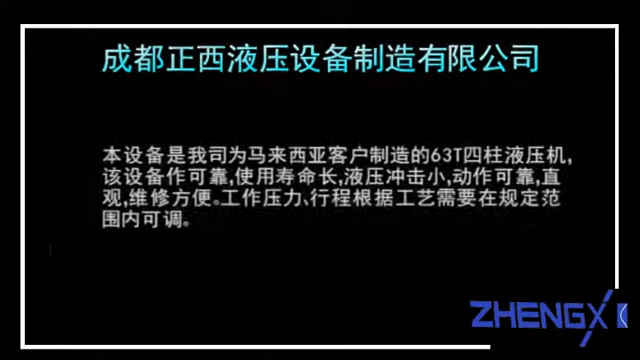 成都正西液压设备制造有限公司
本设备是我司为马来西亚客户制造的63T四柱液压机,
该设备作可靠,使用寿命长,液压冲击小,动作可靠,直
观,维修方便。工作压力、行程根据工艺需要在规定范
围内可调。
ZHENGX